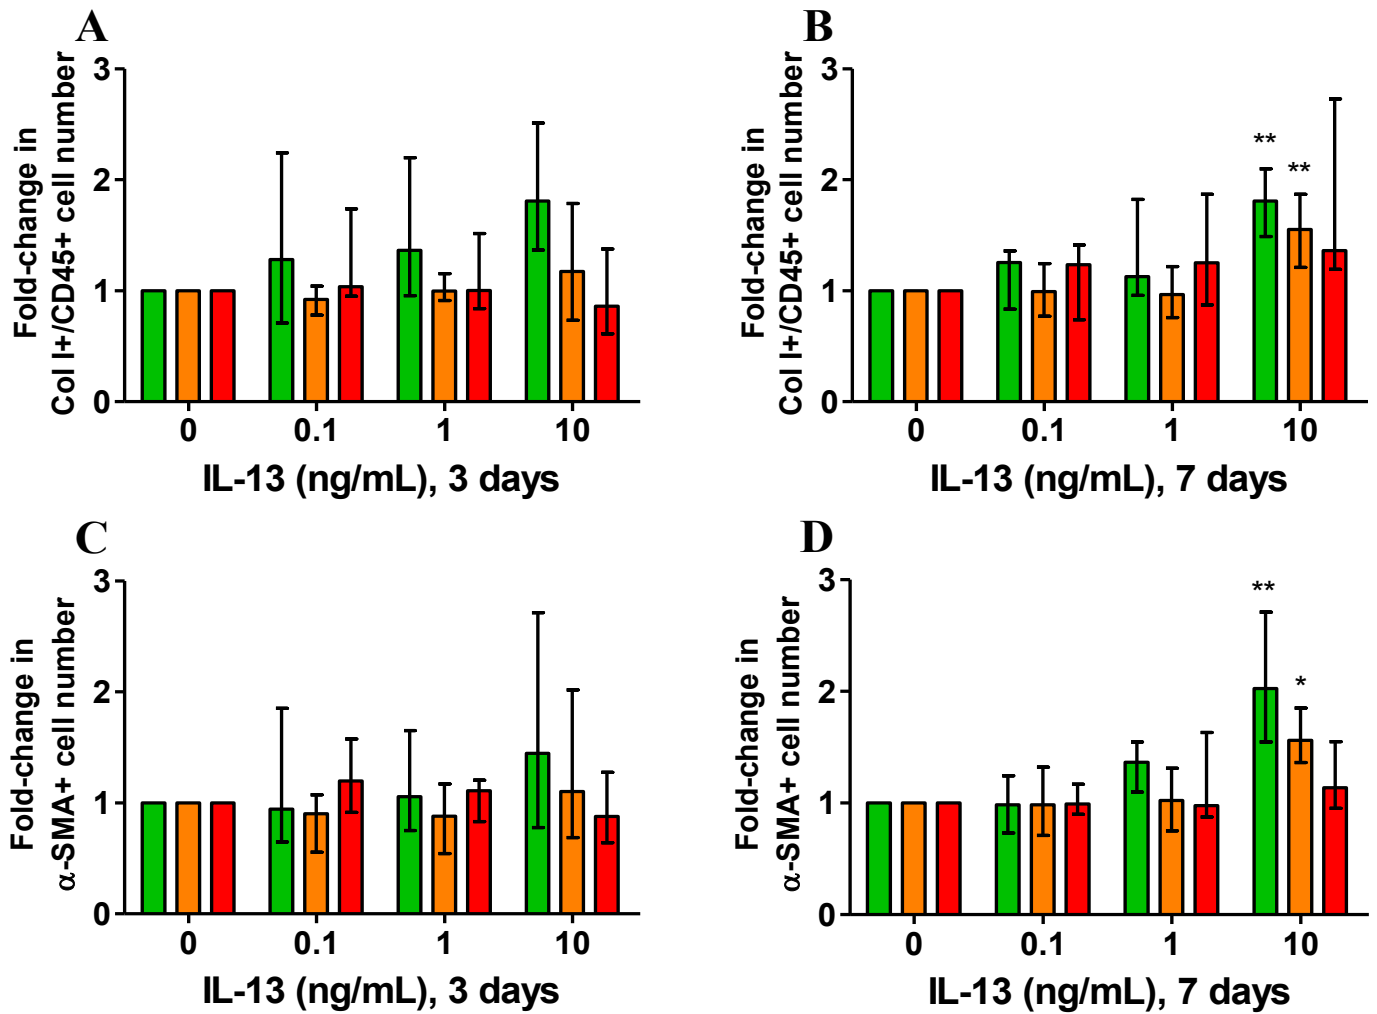 A
Fold-change in
Col I+/CD45+ cell number
3
2
1
0
0 0.1 1 10
IL-13 (ng/mL), 3 days
B
Fold-change in
Col I+/CD45+ cell number
3
2
1
0
** **
0 0.1 1 10
IL-13 (ng/mL), 7 days
C
Fold-change in
α-SMA+ cell number
3
2
1
0
0 0.1 1 10
IL-13 (ng/mL), 3 days
D
Fold-change in
α-SMA+ cell number
3
2
1
0
** *
0 0.1 1 10
IL-13 (ng/mL), 7 days